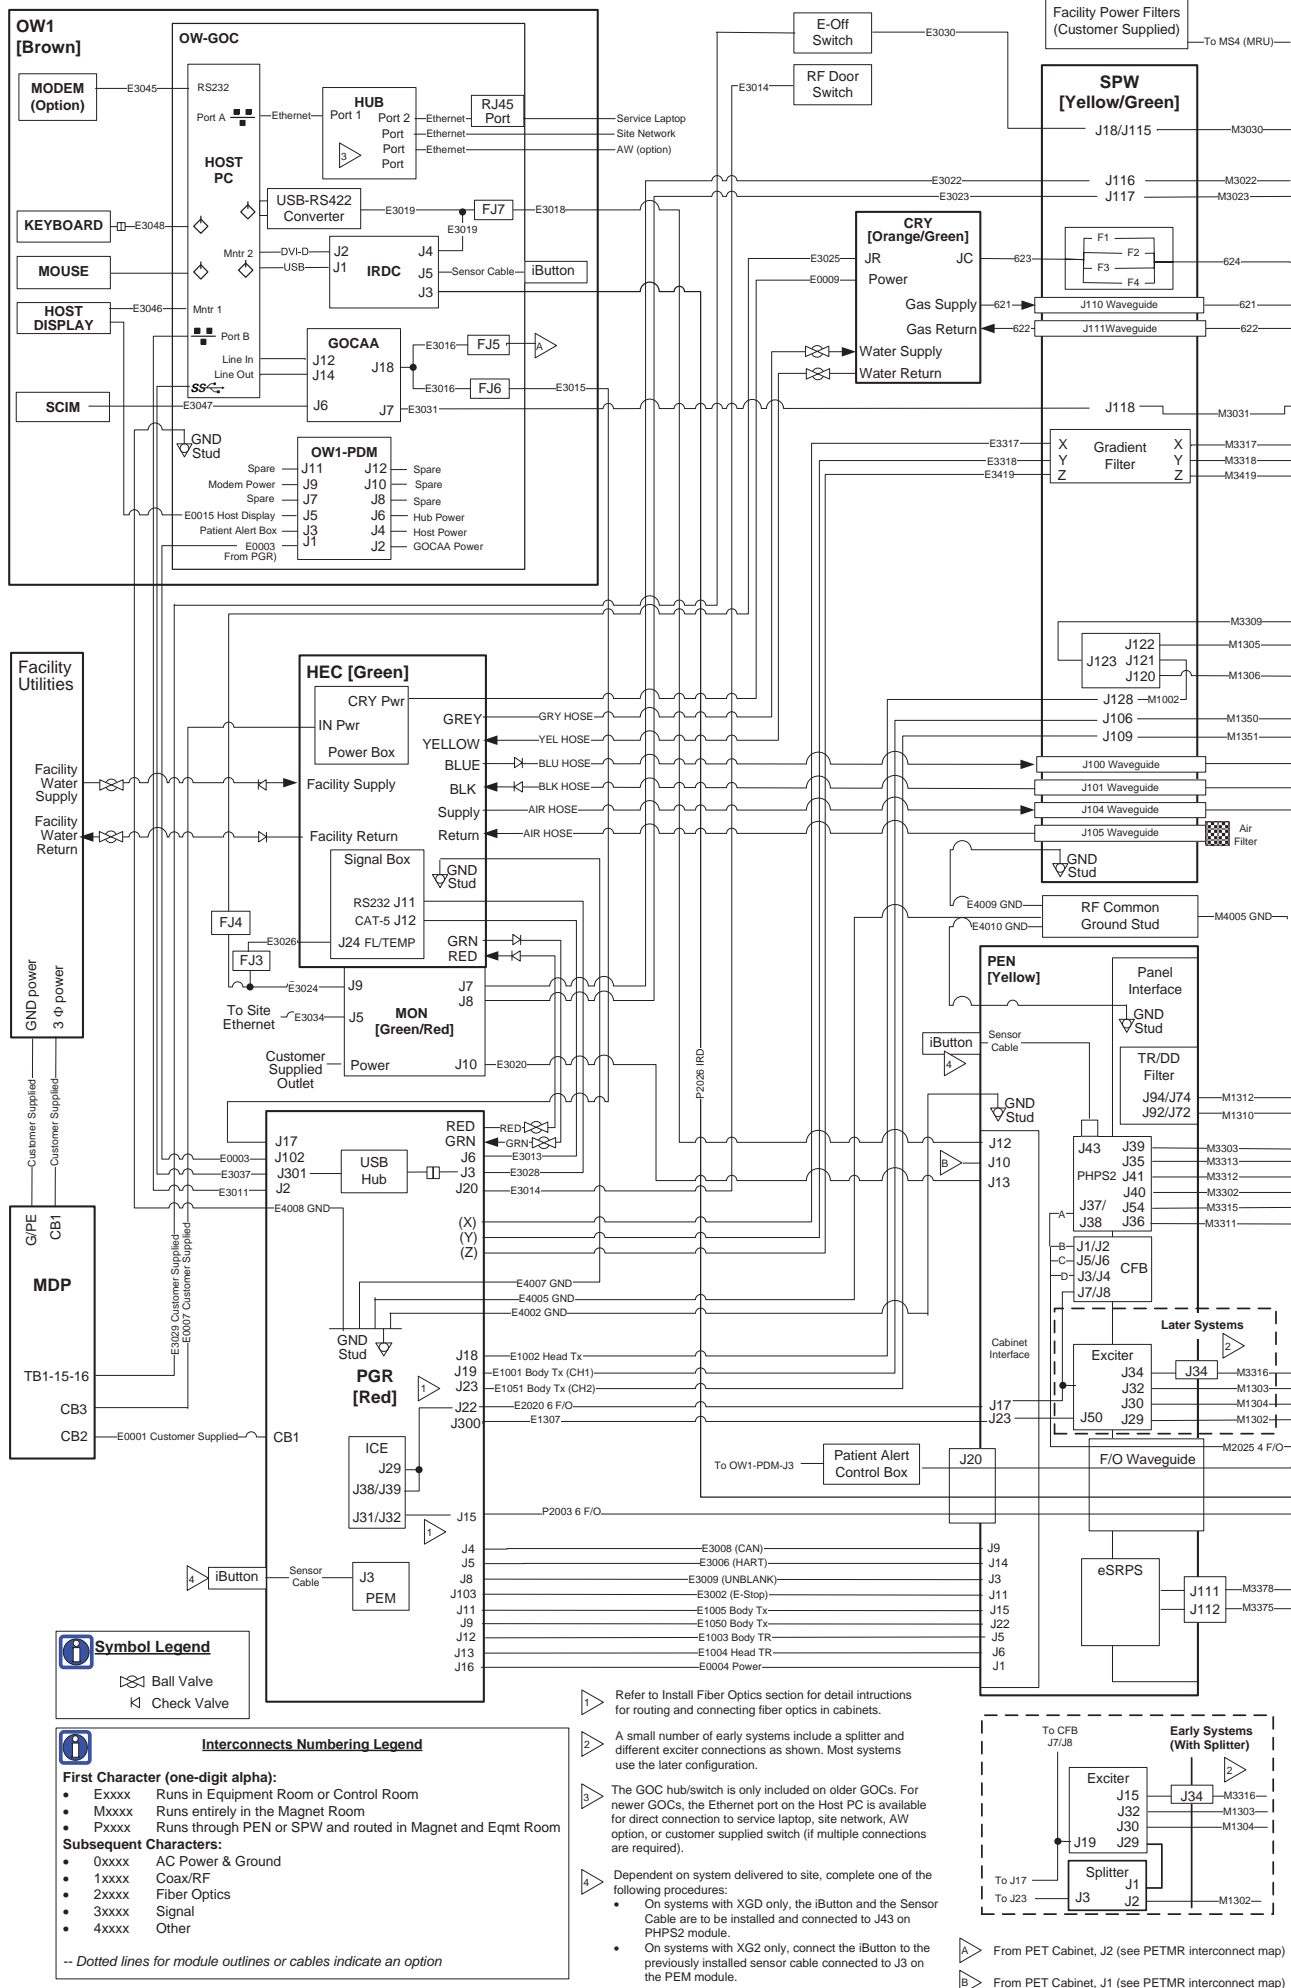 OW1
[Brown]
OW-GOC
MODEM
(Option)
E3045
RS232
Port A
Ethernet
HOST
PC
HUB
Port 1
Port 2
Port
Port
Port
3
Ethernet
Ethernet
Ethernet
RJ45
Port
Service Laptop
Site Network
AW (option)
USB-RS422
Converter
E3019
E3019
FJ7
E3018
KEYBOARD
E3048
MOUSE
Mntr 2
DVI-D
USB
J2
J1
IRDC
J4
J5
J3
Sensor Cable
iButton
HOST
DISPLAY
E3046
Mntr 1
Port B
Line In
Line Out
SS
GOCAA
J12
J14
J18
J6
J7
E3016
FJ5
A
E3016
FJ6
E3015
E3031
SCIM
E3047
GND
Stud
OW1-PDM
Spare
J11
J12
Spare
Modem Power
J9
J10
Spare
Spare
J7
J8
Spare
E0015 Host Display
J5
J6
Hub Power
Patient Alert Box
J3
J4
Host Power
E0003
From PGR)
J1
J2
GOCAA Power
E-Off
Switch
E3030
RF Door
Switch
E3014
Facility Power Filters
(Customer Supplied)
To MS4 (MRU)
SPW
[Yellow/Green]
J18/J115
M3030
E3022
J116
M3022
E3023
J117
M3023
CRY
[Orange/Green]
E3025
JR
JC
623
E0009
Power
Gas Supply
621
Gas Return
622
Water Supply
Water Return
F1
F2
F3
F4
624
J110 Waveguide
621
J111Waveguide
622
J118
M3031
E3317
X
Gradient
Filter
X
M3317
E3318
Y
Y
M3318
E3419
Z
Z
M3419
M3309
J122
M1305
J123
J121
J120
M1306
J128
M1002
J106
M1350
J109
M1351
J100 Waveguide
J101 Waveguide
J104 Waveguide
J105 Waveguide
Air
Filter
GND
Stud
Facility
Utilities
Facility
Water
Supply
Facility
Water
Return
GND power
3 Φ power
HEC [Green]
CRY Pwr
IN Pwr
Power Box
GREY
GRY HOSE
YELLOW
YEL HOSE
BLUE
BLU HOSE
BLK
BLK HOSE
Supply
AIR HOSE
Return
AIR HOSE
Facility Supply
Facility Return
Signal Box
RS232 J11
CAT-5 J12
J24 FL/TEMP
GND
Stud
GRN
RED
FJ4
FJ3
E3026
E3024
To Site
Ethernet
E3034
J9
J5
MON
[Green/Red]
J7
J8
Customer
Supplied
Outlet
Power
J10
E3020
P2026 IRD
E4009 GND
E4010 GND
RF Common
Ground Stud
M4005 GND
PEN
[Yellow]
Panel
Interface
GND
Stud
iButton
4
Sensor
Cable
TR/DD
Filter
J94/J74
M1312
J92/J72
M1310
GND
Stud
J12
B
J10
J13
J43
PHPS2
J37/
J38
J39
M3303
J35
M3313
J41
M3312
J40
M3302
J54
M3315
J36
M3311
A
B
C
D
J1/J2
J5/J6
J3/J4
J7/J8
CFB
Later Systems
2
Cabinet
Interface
Exciter
J34
J34
M3316
J32
M1303
J30
M1304
J50
J29
M1302
J17
J23
M2025 4 F/O
F/O Waveguide
J20
To OW1-PDM-J3
Patient Alert
Control Box
eSRPS
J111
M3378
J112
M3375
Customer Supplied
Customer Supplied
G/PE
CB1
MDP
TB1-15-16
CB3
CB2
E0001 Customer Supplied
E3029 Customer Supplied
E0007 Customer Supplied
E0003
E3037
E3011
E4008 GND
J17
J102
J301
J2
USB
Hub
RED
GRN
RED
GRN
J6
E3013
J3
E3028
J20
E3014
(X)
(Y)
(Z)
E4007 GND
E4005 GND
E4002 GND
GND
Stud
PGR
[Red]
1
CB1
J18
E1002 Head Tx
J19
E1001 Body Tx (CH1)
J23
E1051 Body Tx (CH2)
J22
E2020 6 F/O
J300
E1307
ICE
J29
J38/J39
J31/J32
1
J15
P2003 6 F/O
4
iButton
Sensor
Cable
J3
PEM
J4
E3008 (CAN)
J9
J5
E3006 (HART)
J14
J8
E3009 (UNBLANK)
J3
J103
E3002 (E-Stop)
J11
J11
E1005 Body Tx
J15
J9
E1050 Body Tx
J22
J12
E1003 Body TR
J5
J13
E1004 Head TR
J6
J16
E0004 Power
J1
Symbol Legend
Ball Valve
Check Valve
Interconnects Numbering Legend
First Character (one-digit alpha):
• Exxxx Runs in Equipment Room or Control Room
• Mxxxx Runs entirely in the Magnet Room
• Pxxxx Runs through PEN or SPW and routed in Magnet and Eqmt Room
Subsequent Characters:
• 0xxxx AC Power & Ground
• 1xxxx Coax/RF
• 2xxxx Fiber Optics
• 3xxxx Signal
• 4xxxx Other
-- Dotted lines for module outlines or cables indicate an option
1 Refer to Install Fiber Optics section for detail intructions
for routing and connecting fiber optics in cabinets.
2 A small number of early systems include a splitter and
different exciter connections as shown. Most systems
use the later configuration.
3 The GOC hub/switch is only included on older GOCs. For
newer GOCs, the Ethernet port on the Host PC is available
for direct connection to service laptop, site network, AW
option, or customer supplied switch (if multiple connections
are required).
4 Dependent on system delivered to site, complete one of the
following procedures:
• On systems with XGD only, the iButton and the Sensor
Cable are to be installed and connected to J43 on
PHPS2 module.
• On systems with XG2 only, connect the iButton to the
previously installed sensor cable connected to J3 on
the PEM module.
To CFB
J7/J8
Early Systems
(With Splitter)
2
Exciter
J15
J34
M3316
J32
M1303
J30
M1304
J19
J29
Splitter
To J17
J1
To J23
J3
J2
M1302
A From PET Cabinet, J2 (see PETMR interconnect map)
B From PET Cabinet, J1 (see PETMR interconnect map)